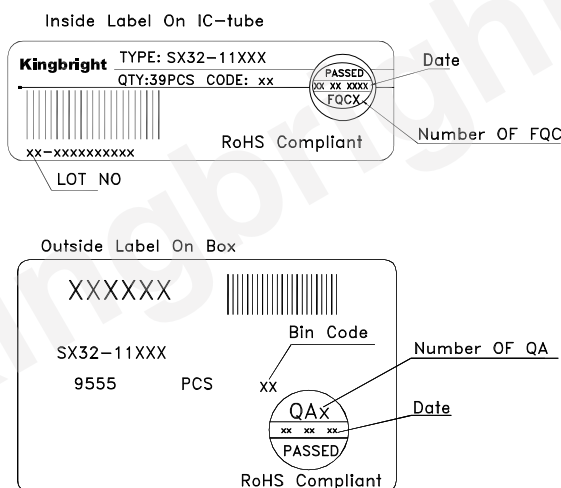 Inside Label On IC-tube
Kingbright TYPE: SX32-11XXX
QTY:39PCS CODE: xx
PASSED
XX XX XXXX
FQCX
Date
Number OF FQC
RoHS Compliant
xx-xxxxxxxxxx
LOT NO
Outside Label On Box
XXXXXX
Bin Code
SX32-11XXX
9555 PCS xx
Number OF QA
QAx
Date
xx xx xx
PASSED
RoHS Compliant
Kingbright